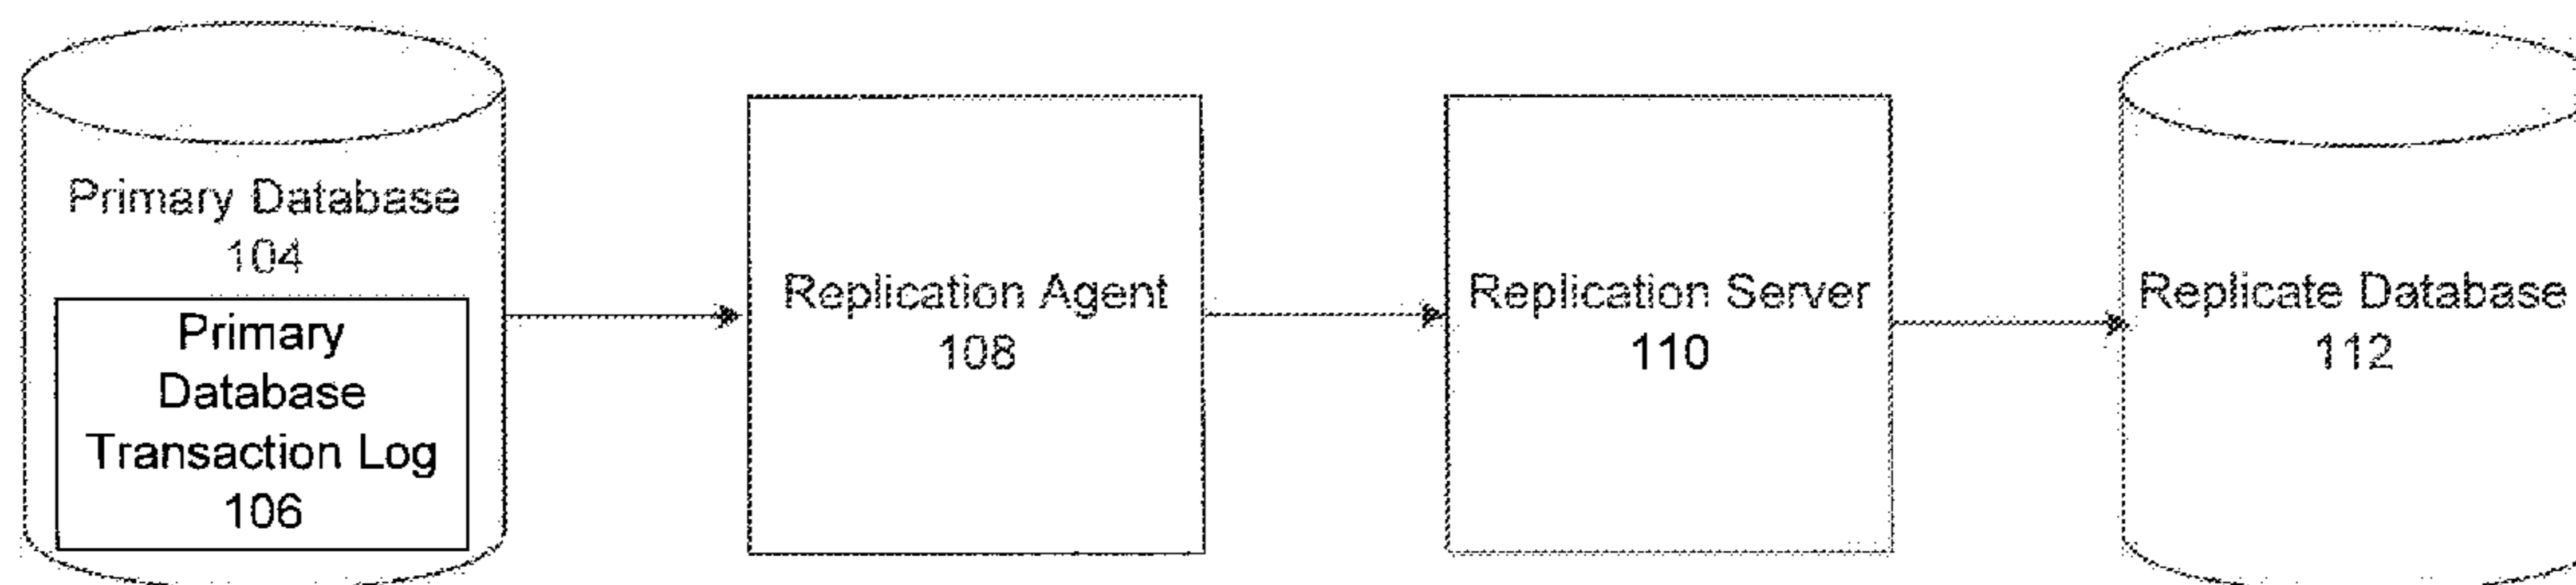 Primary Database
104
Primary
Database
Transaction Log
106
Replication Agent
108
Replication Server
110
Replicate Database
112